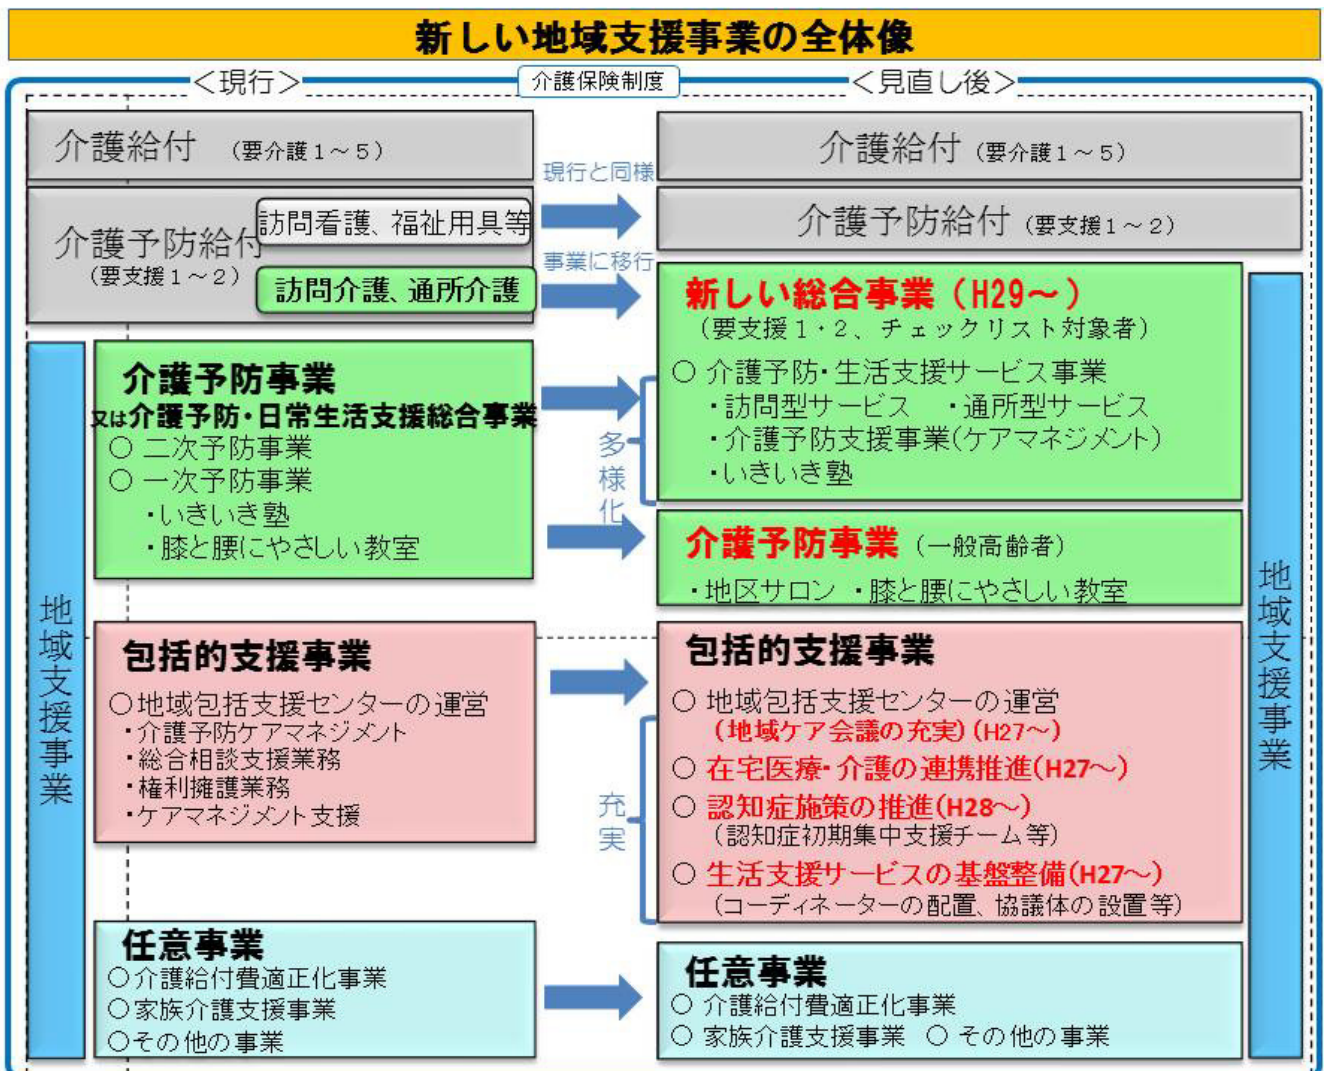 新しい地域支援事業の全体像
＜現行＞
介護保険制度
＜見直し後＞
介護給付 （要介護１～５）
介護予防給付
（要支援１～２）
訪問看護、福祉用具等
訪問介護、通所介護
地域支援事業
介護予防事業
又は介護予防・日常生活支援総合事業
○ 二次予防事業
○ 一次予防事業
・いきいき塾
・膝と腰にやさしい教室
包括的支援事業
○地域包括支援センターの運営
・介護予防ケアマネジメント
・総合相談支援業務
・権利擁護業務
・ケアマネジメント支援
任意事業
○介護給付費適正化事業
○家族介護支援事業
○その他の事業
現行と同様
事業に移行
多様化
充実
介護給付（要介護１～５）
介護予防給付（要支援１～２）
新しい総合事業（H29～）
（要支援１・２、チェックリスト対象者）
○ 介護予防・生活支援サービス事業
・訪問型サービス ・通所型サービス
・介護予防支援事業(ケアマネジメント)
・いきいき塾
介護予防事業（一般高齢者）
・地区サロン ・膝と腰にやさしい教室
包括的支援事業
○ 地域包括支援センターの運営
(地域ケア会議の充実)(H27～)
○ 在宅医療・介護の連携推進(H27～)
○ 認知症施策の推進(H28～)
(認知症初期集中支援チーム等)
○ 生活支援サービスの基盤整備(H27～)
(コーディネーターの配置、協議体の設置等)
任意事業
○ 介護給付費適正化事業
○ 家族介護支援事業 ○ その他の事業
地域支援事業